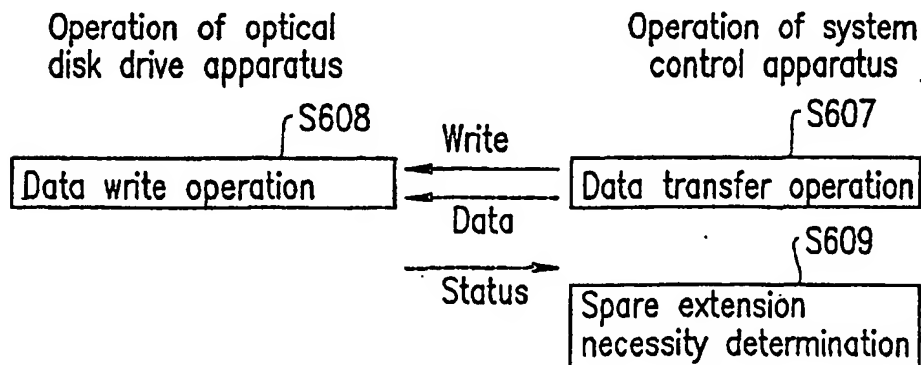 Operation of optical
disk drive apparatus
Operation of system
control apparatus
S608
S607
Write
Data write operation
Data transfer operation
Data
S609
Status
Spare extension
necessity determination